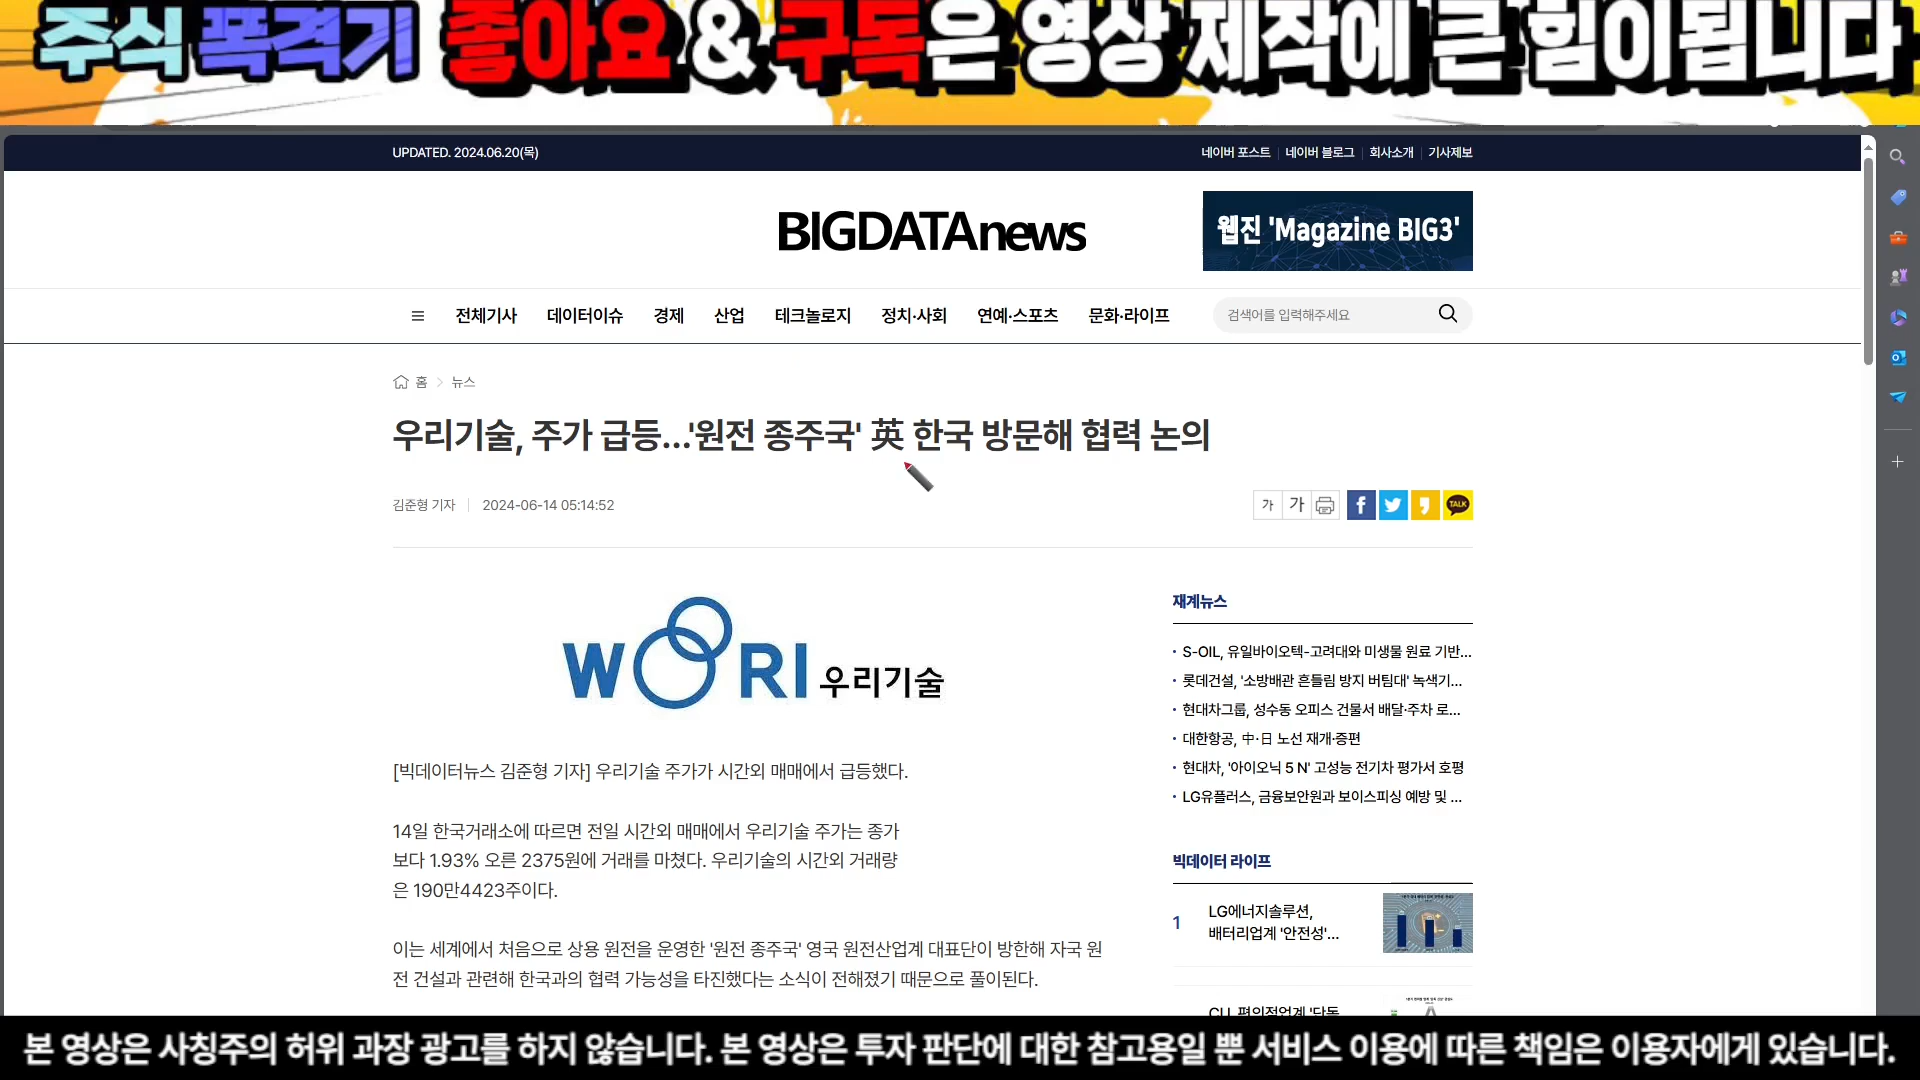 주식 폭격기 좋아요 & 구독은 영상 제작에 큰 힘이됩니다
UPDATED. 2024.06.20(목)
네이버 포스트 네이버 블로그 회사소개 기사제보
BIGDATAnews
웹진 'Magazine BIG3'
전체기사 데이터이슈 경제 산업 테크놀로지 정치·사회 연예·스포츠 문화·라이프
검색어를 입력해주세요
홈 > 뉴스
우리기술, 주가 급등...'원전 종주국' 英 한국 방문해 협력 논의
김준형 기자 2024-06-14 05:14:52
가 가
TALK
WORI 우리기술
[빅데이터뉴스 김준형 기자] 우리기술 주가가 시간외 매매에서 급등했다.
14일 한국거래소에 따르면 전일 시간외 매매에서 우리기술 주가는 종가
보다 1.93% 오른 2375원에 거래를 마쳤다. 우리기술의 시간외 거래량
은 190만4423주이다.
이는 세계에서 처음으로 상용 원전을 운영한 '원전 종주국' 영국 원전산업계 대표단이 방한해 자국 원
전 건설과 관련해 한국과의 협력 가능성을 타진했다는 소식이 전해졌기 때문으로 풀이된다.
재계뉴스
· S-OIL, 유일바이오텍-고려대와 미생물 원료 기반...
· 롯데건설, '소방배관 흔들림 방지 버팀대' 녹색기...
· 현대차그룹, 성수동 오피스 건물서 배달·주차 로...
· 대한항공, 中·日 노선 재개·증편
· 현대차, '아이오닉 5 N' 고성능 전기차 평가서 호평
· LG유플러스, 금융보안원과 보이스피싱 예방 및 ...
빅데이터 라이프
1
LG에너지솔루션,
배터리업계 '안전성'...
CU, 편의점업계 '단독
본 영상은 사칭주의 허위 과장 광고를 하지 않습니다. 본 영상은 투자 판단에 대한 참고용일 뿐 서비스 이용에 따른 책임은 이용자에게 있습니다.